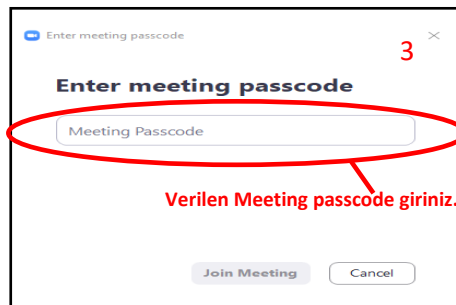 Enter meeting passcode
3
Enter meeting passcode
Meeting Passcode
Verilen Meeting passcode giriniz.
Join Meeting
Cancel